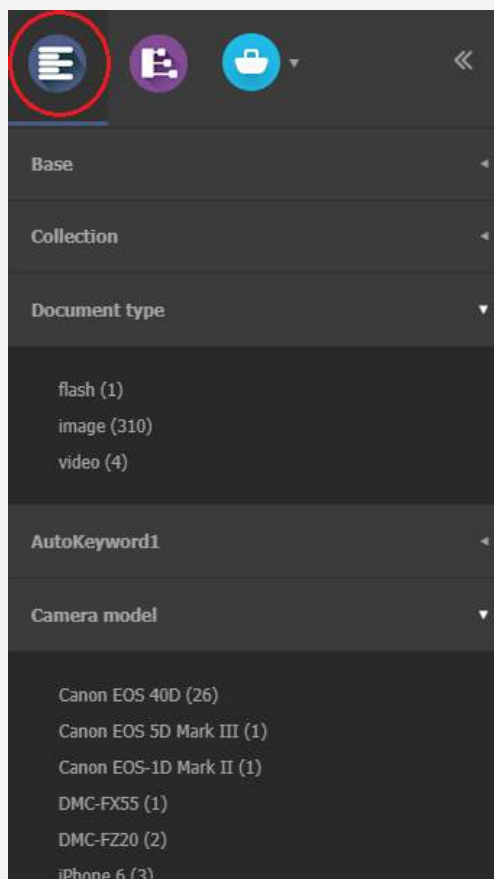 Base
Collection
Document type
flash (1)
image (310)
video (4)
AutoKeyword1
Camera model
Canon EOS 40D (26)
Canon EOS 5D Mark III (1)
Canon EOS-1D Mark II (1)
DMC-FX55 (1)
DMC-FZ20 (2)
iPhone 6 (3)